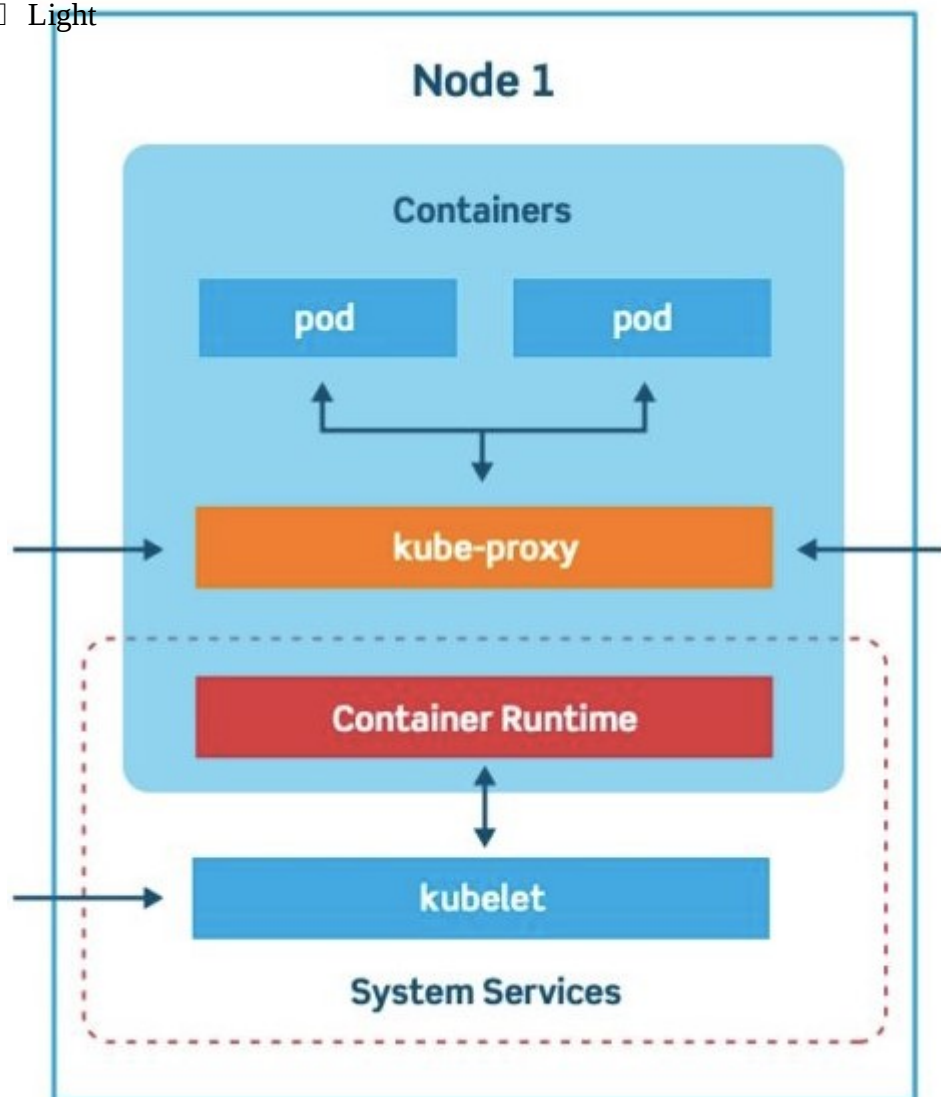 Light
Node 1
Containers
pod pod
kube-proxy
Container Runtime
kubelet
System Services